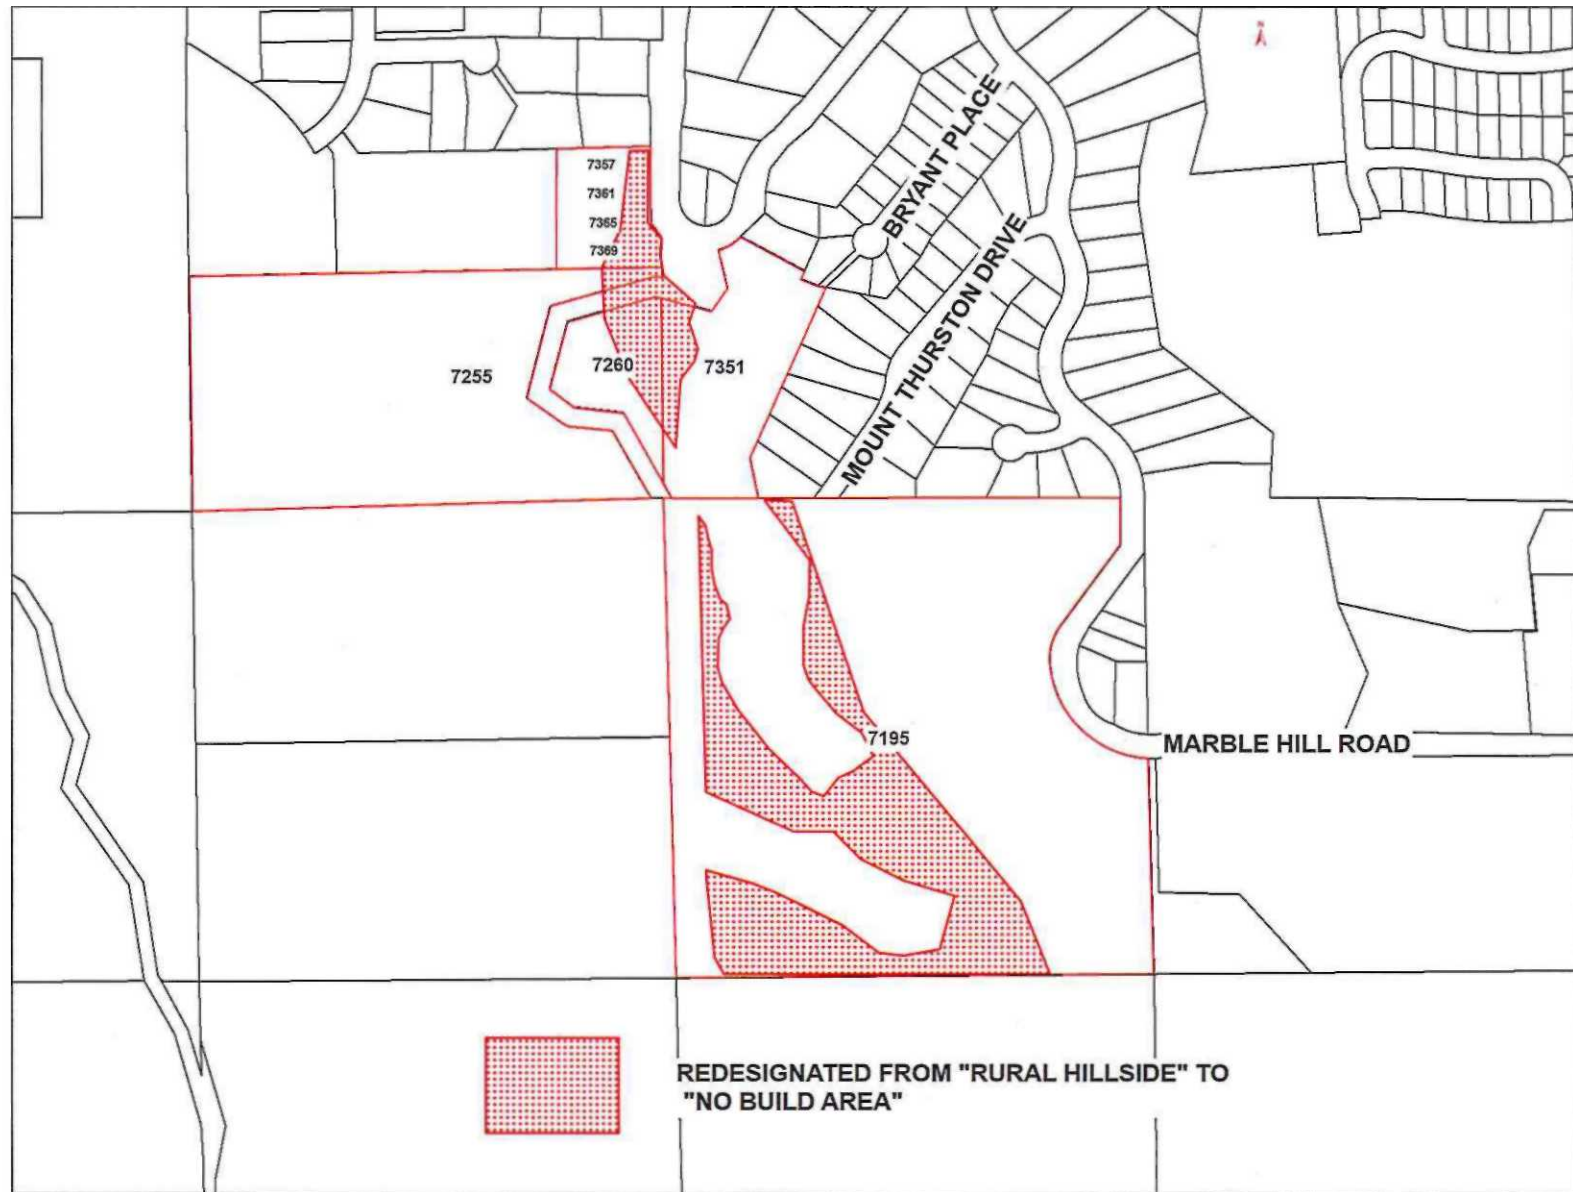 N
BRYANT PLACE
7357
7361
7365
7369
MOUNT THURSTON DRIVE
7255
7260
7351
7195
MARBLE HILL ROAD
REDESIGNATED FROM "RURAL HILLSIDE" TO
"NO BUILD AREA"